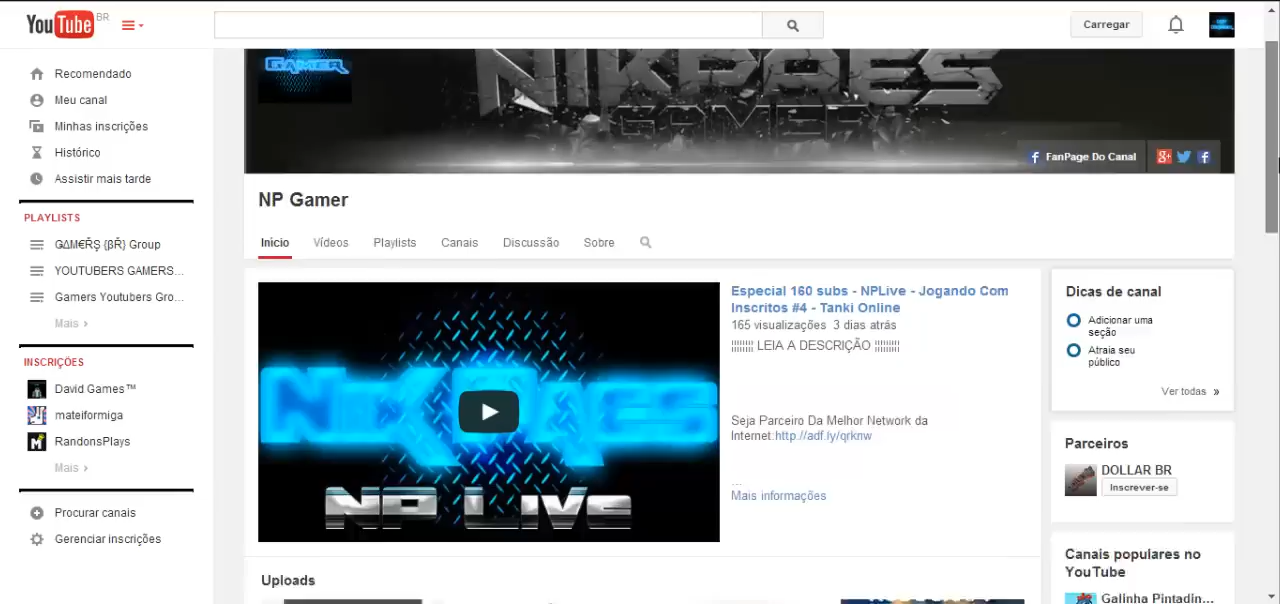 YouTube BR
Carregar
Recomendado
Meu canal
Minhas inscrições
Histórico
Assistir mais tarde
PLAYLISTS
G∆M€ŘŞ {βŘ} Group
YOUTUBERS GAMERS...
Gamers Youtubers Gro...
Mais ›
INSCRIÇÕES
David Games™
mateiformiga
RandonsPlays
Mais ›
Procurar canais
Gerenciar inscrições
GAMER
NIKPAES
GAMER
FanPage Do Canal
NP Gamer
Início
Vídeos
Playlists
Canais
Discussão
Sobre
NikPaes
NP Live
Especial 160 subs - NPLive - Jogando Com
Inscritos #4 - Tanki Online
165 visualizações 3 dias atrás
!!!!!!!! LEIA A DESCRIÇÃO !!!!!!!!!
Seja Parceiro Da Melhor Network da
Internet:http://adf.ly/qrknw
...
Mais informações
Uploads
Dicas de canal
Adicionar uma
seção
Atraia seu
público
Ver todas »
Parceiros
DOLLAR BR
Inscrever-se
Canais populares no
YouTube
Galinha Pintadin...